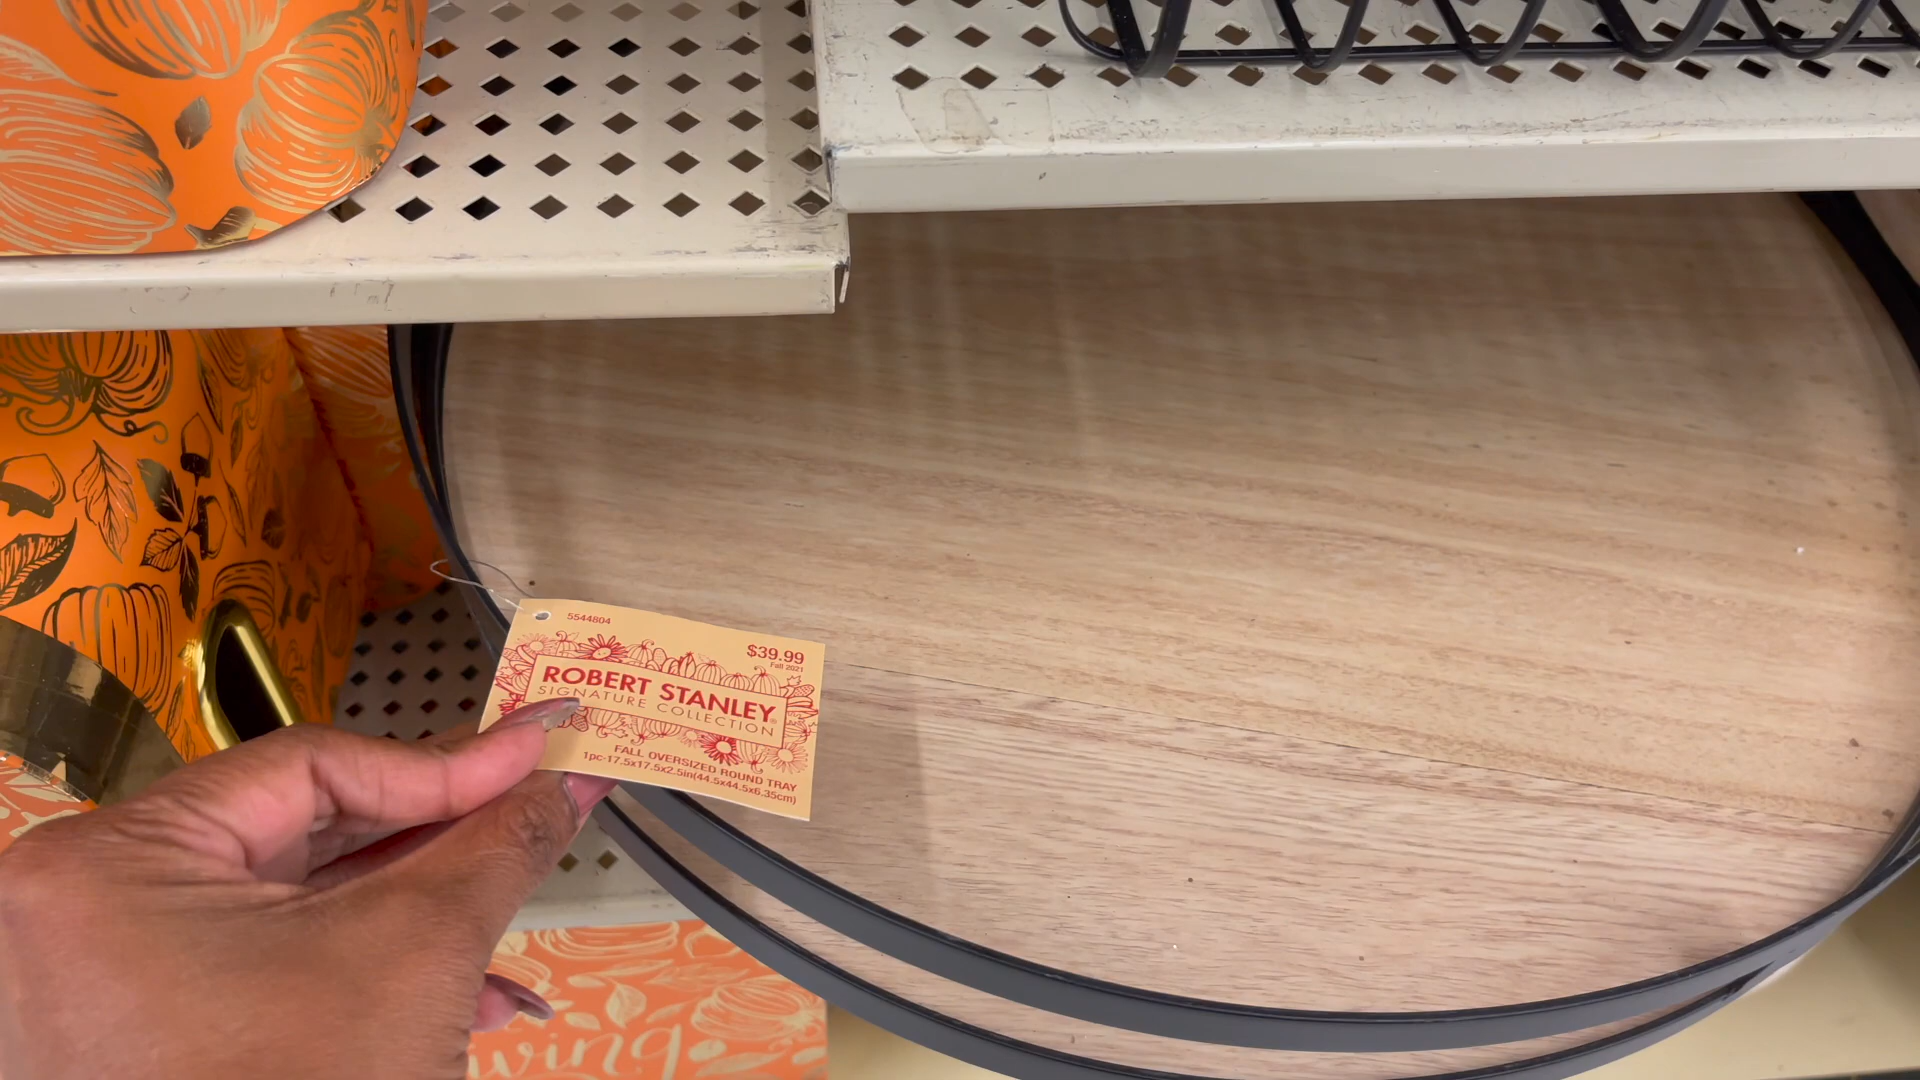 5544804
$39.99
Fall 2021
ROBERT STANLEY®
SIGNATURE COLLECTION
FALL OVERSIZED ROUND TRAY
1pc-17.5x17.5x2.5in(44.5x44.5x6.35cm)